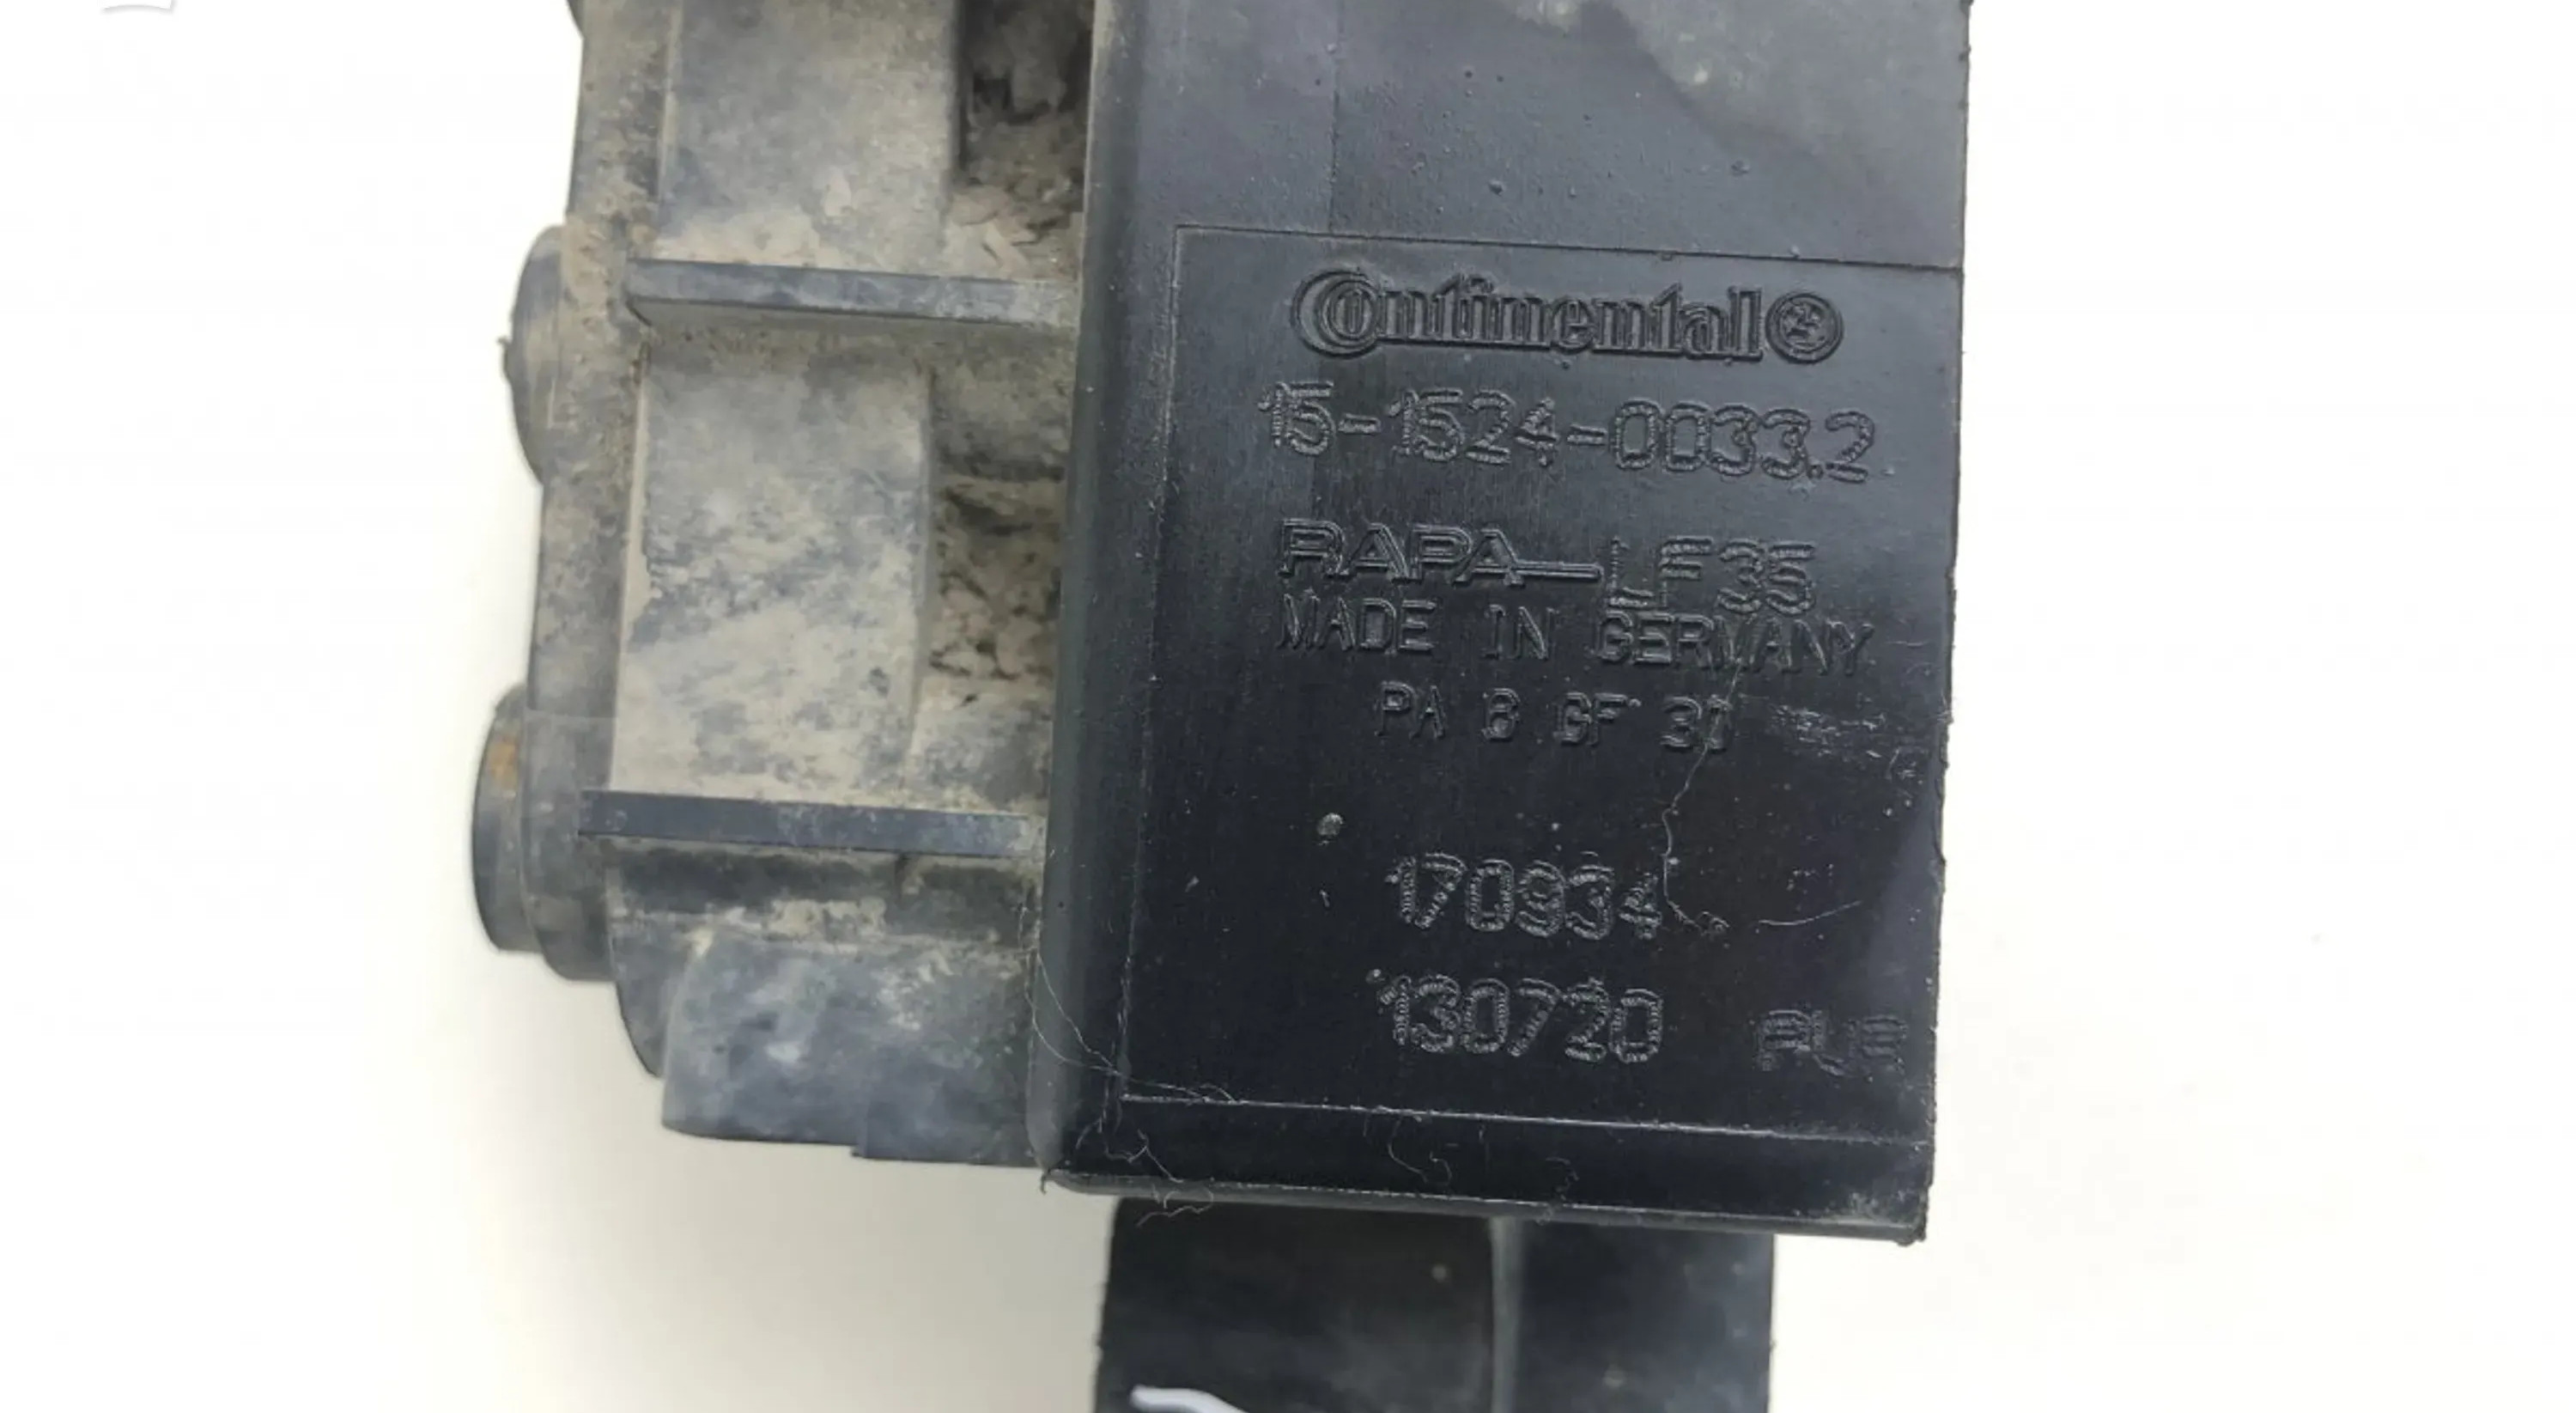 Continental
15-1524-0033.2
RAPA-LF35
MADE IN GERMANY
PA 6 GF 30
170934
130720